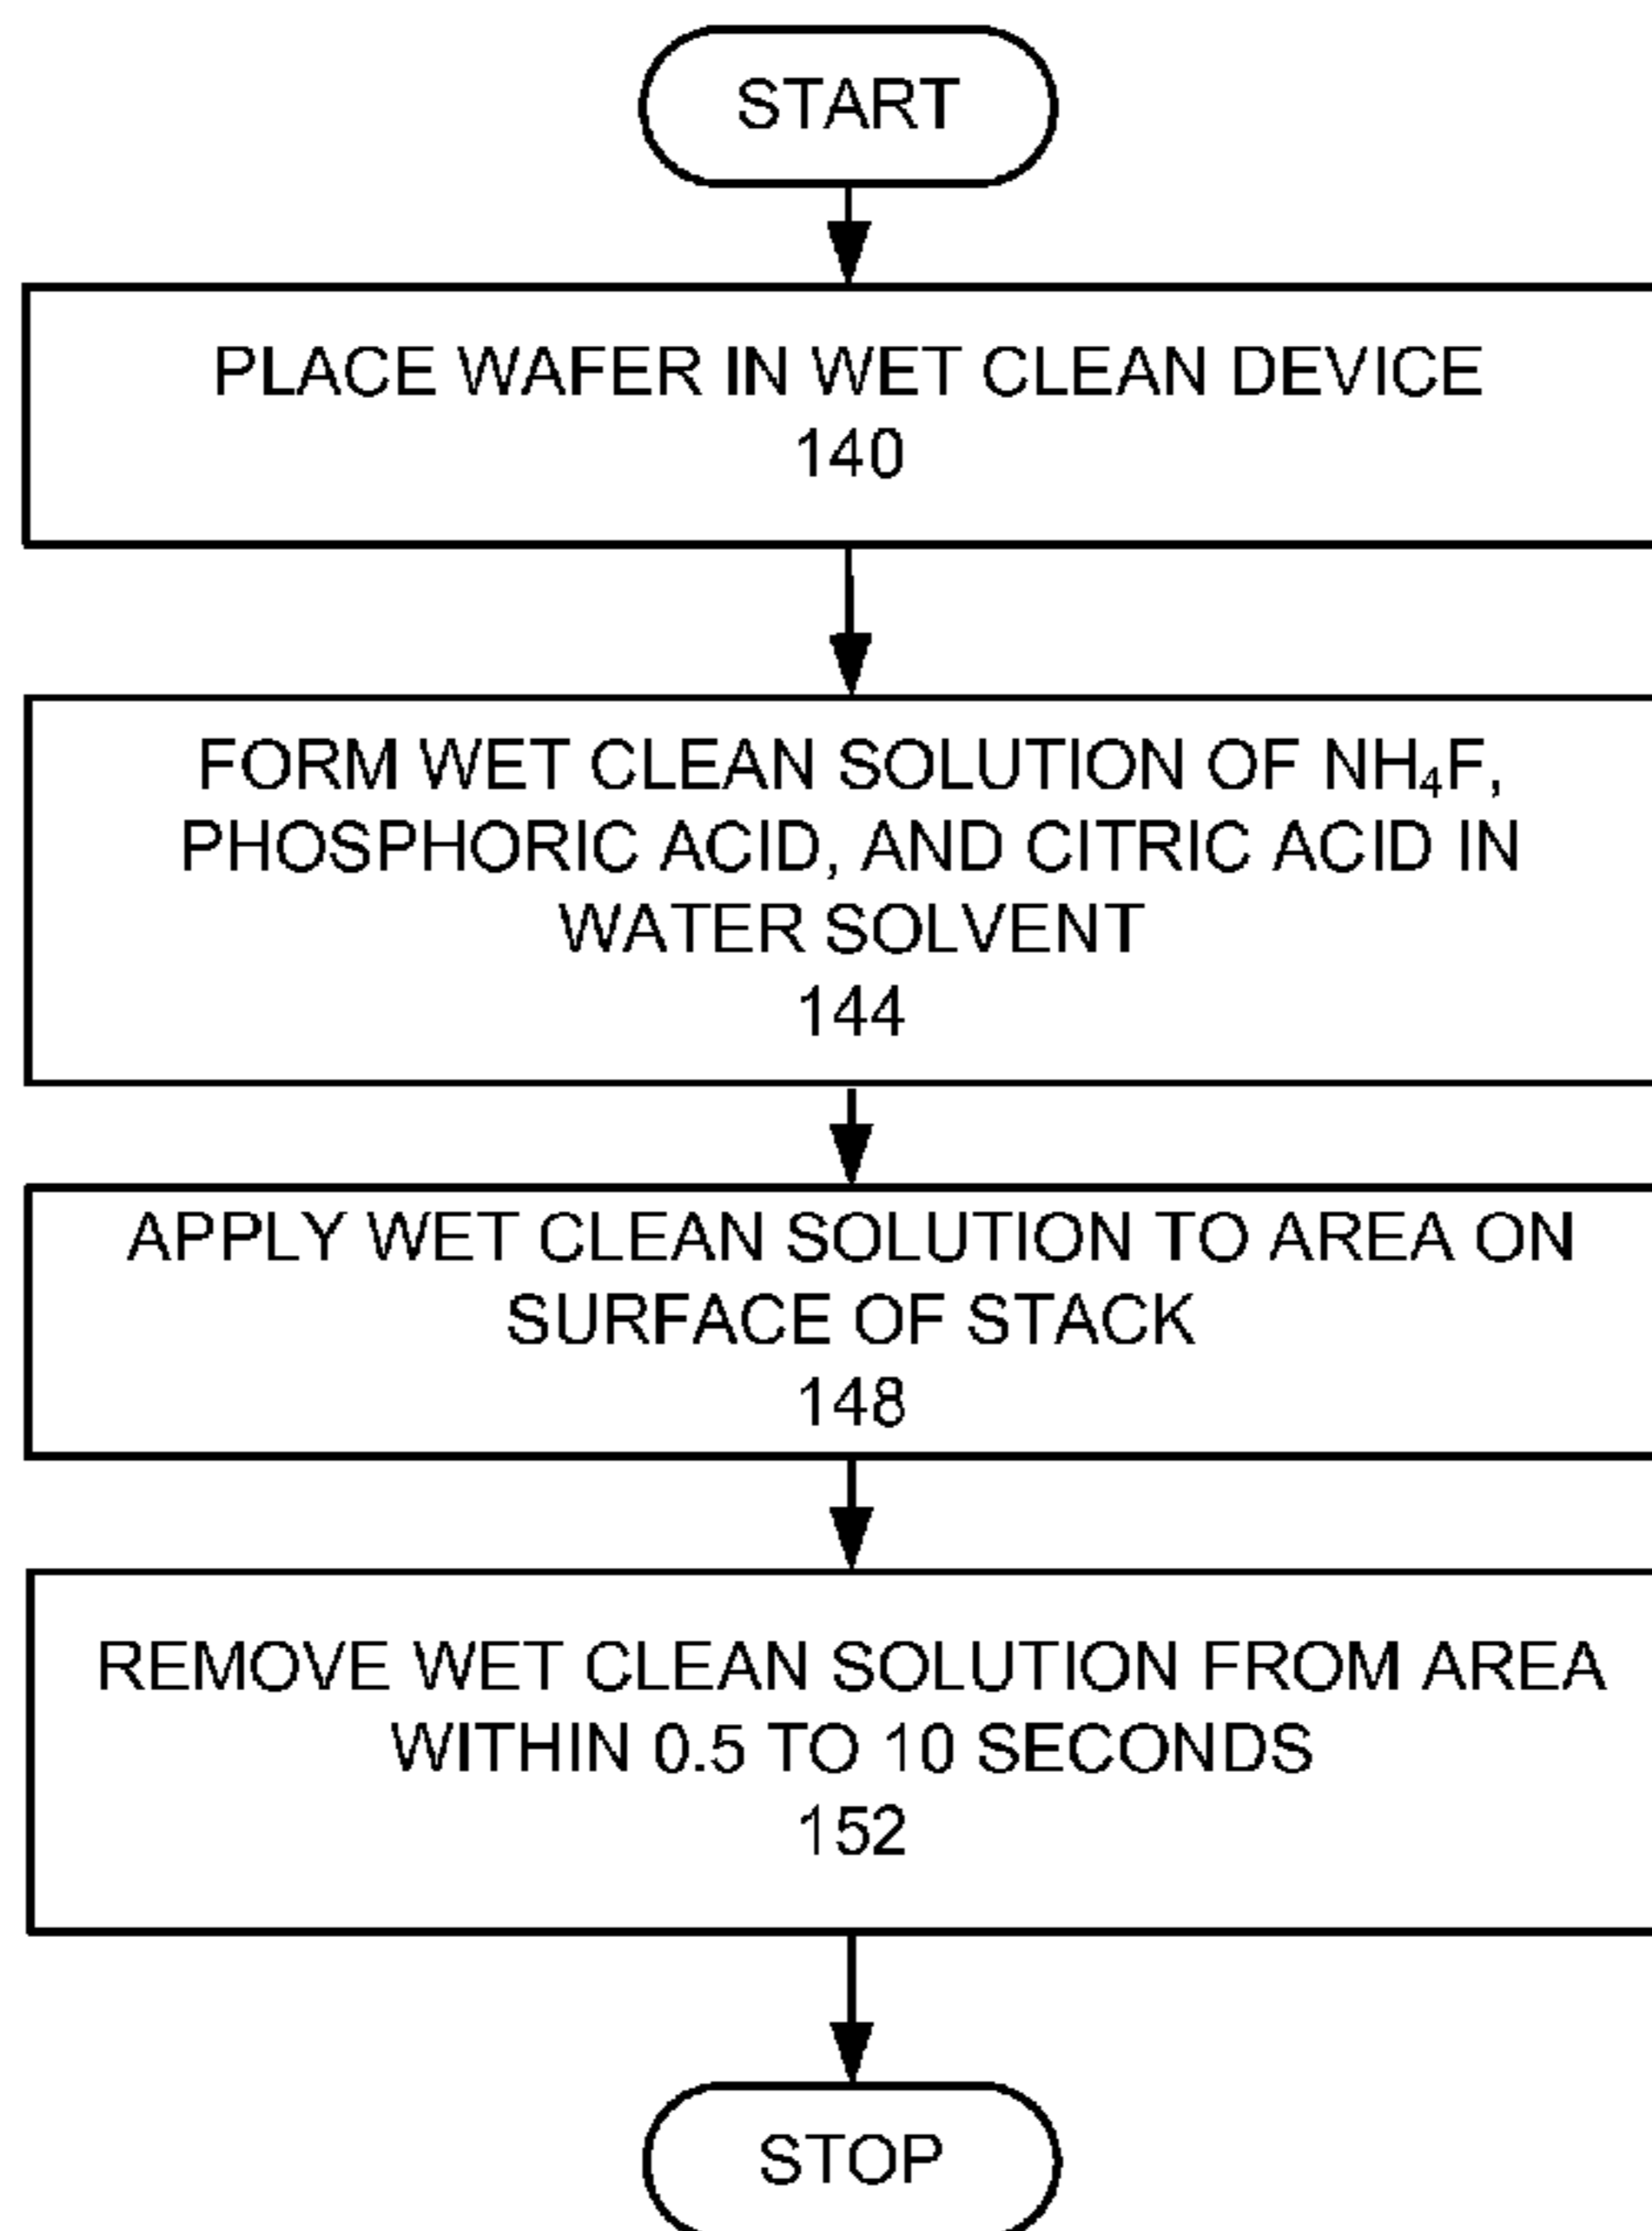 START
PLACE WAFER IN WET CLEAN DEVICE
140
FORM WET CLEAN SOLUTION OF NH₄F,
PHOSPHORIC ACID, AND CITRIC ACID IN
WATER SOLVENT
144
APPLY WET CLEAN SOLUTION TO AREA ON
SURFACE OF STACK
148
REMOVE WET CLEAN SOLUTION FROM AREA
WITHIN 0.5 TO 10 SECONDS
152
STOP